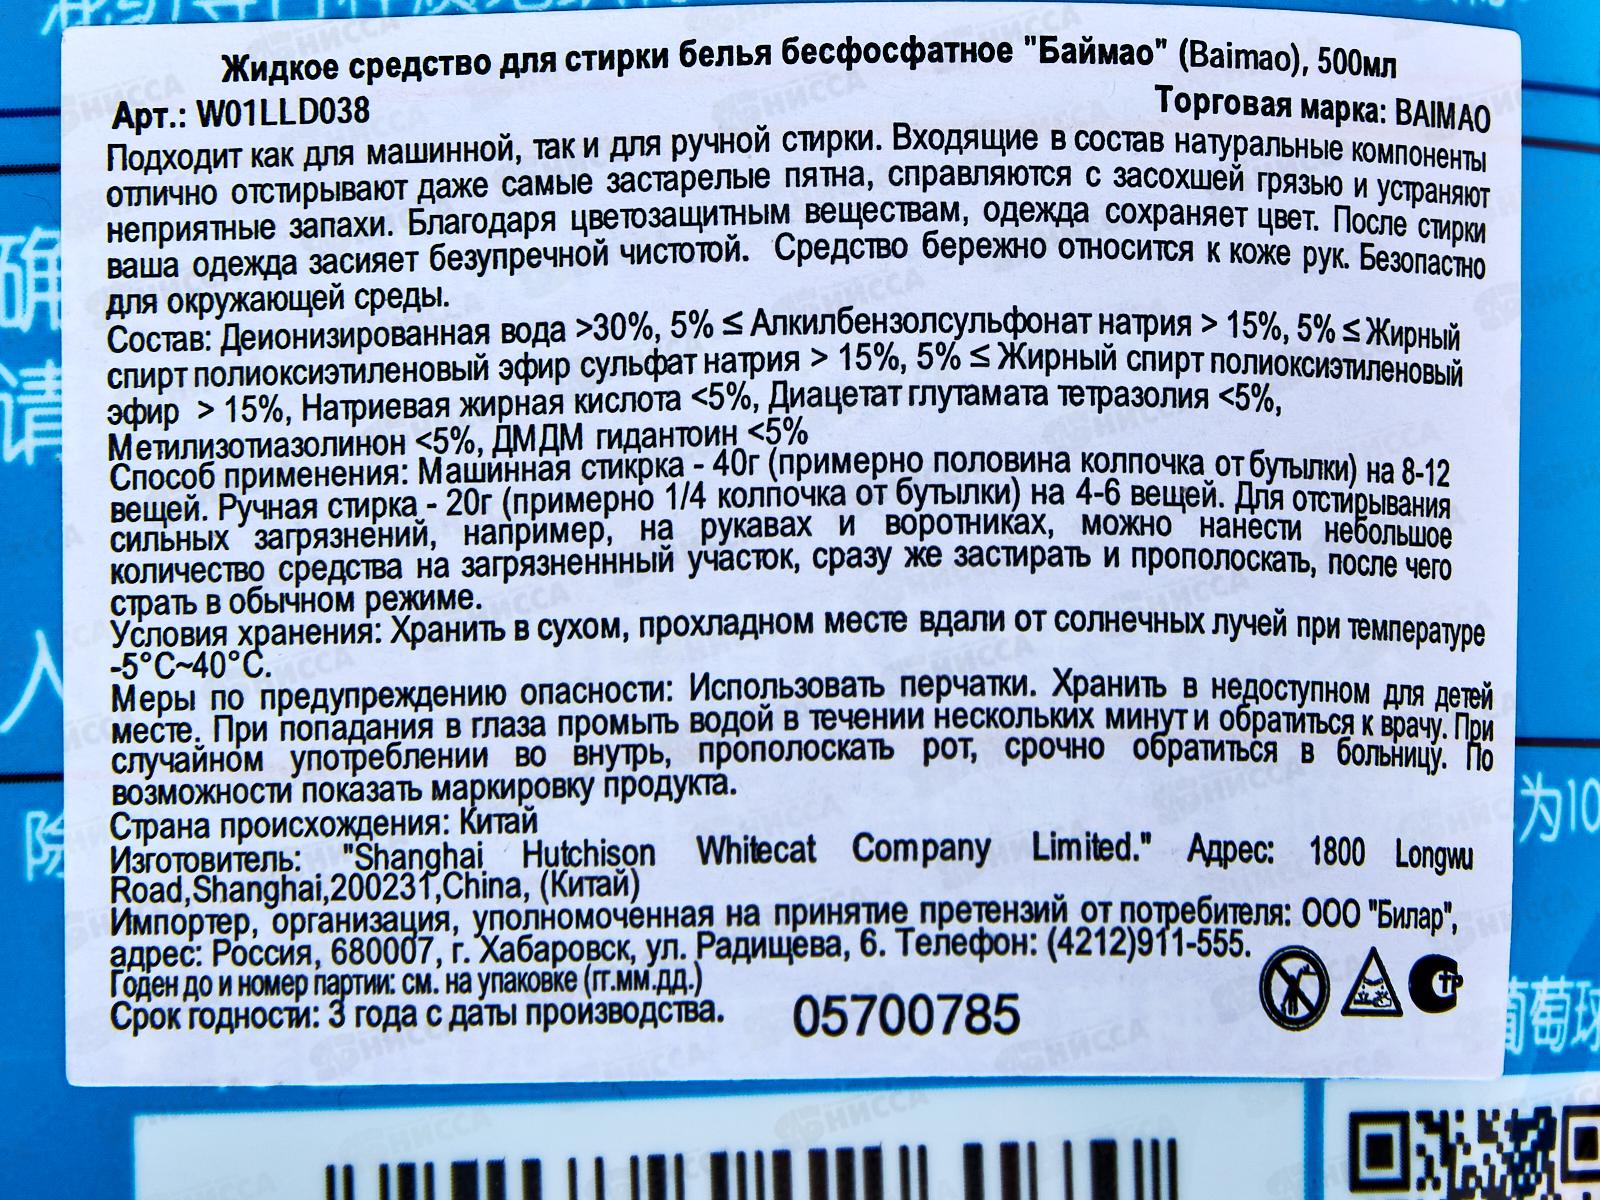 Жидкое средство для стирки белья бесфосфатное "Баймао" (Baimao), 500мл
Арт.: W01LLD038
Торговая марка: BAIMAO
Подходит как для машинной, так и для ручной стирки. Входящие в состав натуральные компоненты
отлично отстирывают даже самые застарелые пятна, справляются с засохшей грязью и устраняют
неприятные запахи. Благодаря цветозащитным веществам, одежда сохраняет цвет. После стирки
ваша одежда засияет безупречной чистотой. Средство бережно относится к коже рук. Безопастно
для окружающей среды.
Состав: Деионизированная вода >30%, 5% ≤ Алкилбензолсульфонат натрия > 15%, 5% ≤ Жирный
спирт полиоксиэтиленовый эфир сульфат натрия > 15%, 5% ≤ Жирный спирт полиоксиэтиленовый
эфир > 15%, Натриевая жирная кислота <5%, Диацетат глутамата тетразолия <5%,
Метилизотиазолинон <5%, ДМДМ гидантоин <5%
Способ применения: Машинная стикрка - 40г (примерно половина колпочка от бутылки) на 8-12
вещей. Ручная стирка - 20г (примерно 1/4 колпочка от бутылки) на 4-6 вещей. Для отстирывания
сильных загрязнений, например, на рукавах и воротниках, можно нанести небольшое
количество средства на загрязненнный участок, сразу же застирать и прополоскать, после чего
страть в обычном режиме.
Условия хранения: Хранить в сухом, прохладном месте вдали от солнечных лучей при температуре
-5°C~40°C.
Меры по предупреждению опасности: Использовать перчатки. Хранить в недоступном для детей
месте. При попадания в глаза промыть водой в течении нескольких минут и обратиться к врачу. При
случайном употреблении во внутрь, прополоскать рот, срочно обратиться в больницу. По
возможности показать маркировку продукта.
Страна происхождения: Китай
Изготовитель: "Shanghai Hutchison Whitecat Company Limited." Адрес: 1800 Longwu
Road,Shanghai,200231,China, (Китай)
Импортер, организация, уполномоченная на принятие претензий от потребителя: ООО "Билар",
адрес: Россия, 680007, г. Хабаровск, ул. Радищева, 6. Телефон: (4212)911-555.
Годен до и номер партии: см. на упаковке (гг.мм.дд.)
Срок годности: 3 года с даты производства.
05700785
确
请
人
除
为10
葡萄球